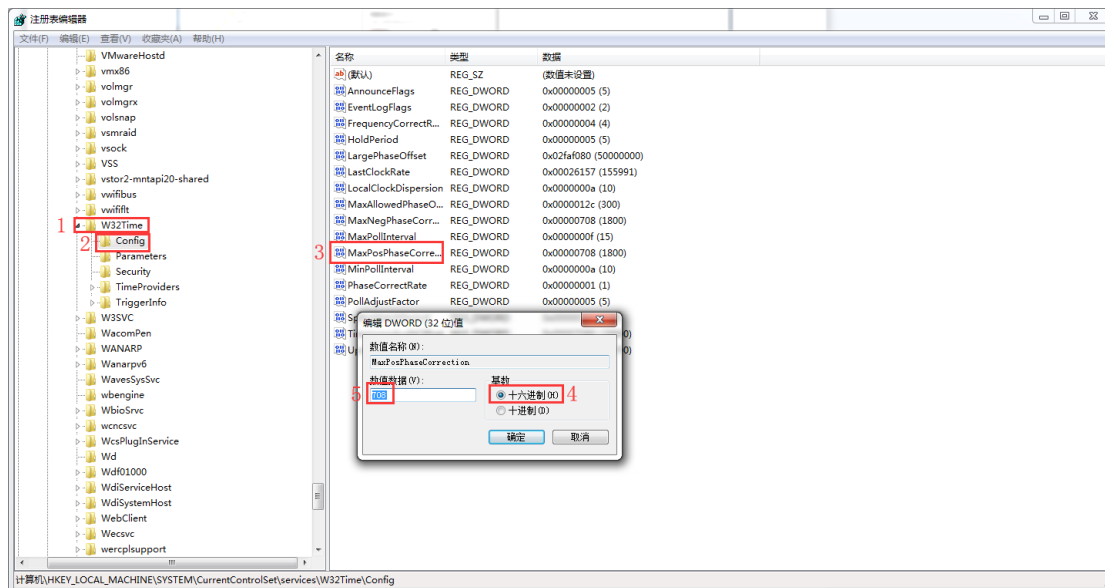 注册表编辑器
文件(F) 编辑(E) 查看(V) 收藏夹(A) 帮助(H)
VMwareHostd
vmx86
volmgr
volmgrx
volsnap
vsmraid
vsock
VSS
vstor2-mntapi20-shared
vwifibus
vwififlt
1 W32Time
2 Config
Parameters
Security
TimeProviders
TriggerInfo
W3SVC
WacomPen
WANARP
Wanarpv6
WavesSysSvc
wbengine
WbioSrvc
wcncsvc
WcsPlugInService
Wd
Wdf01000
WdiServiceHost
WdiSystemHost
WebClient
Wecsvc
wercplsupport
名称 类型 数据
(默认) REG_SZ (数值未设置)
AnnounceFlags REG_DWORD 0x00000005 (5)
EventLogFlags REG_DWORD 0x00000002 (2)
FrequencyCorrectR... REG_DWORD 0x00000004 (4)
HoldPeriod REG_DWORD 0x00000005 (5)
LargePhaseOffset REG_DWORD 0x02faf080 (50000000)
LastClockRate REG_DWORD 0x00026157 (155991)
LocalClockDispersion REG_DWORD 0x0000000a (10)
MaxAllowedPhaseO... REG_DWORD 0x0000012c (300)
MaxNegPhaseCorr... REG_DWORD 0x00000708 (1800)
MaxPollInterval REG_DWORD 0x0000000f (15)
3 MaxPosPhaseCorre... REG_DWORD 0x00000708 (1800)
MinPollInterval REG_DWORD 0x0000000a (10)
PhaseCorrectRate REG_DWORD 0x00000001 (1)
PollAdjustFactor REG_DWORD 0x00000005 (5)
编辑 DWORD (32 位)值
数值名称(N):
MaxPosPhaseCorrection
数值数据(V): 基数
5 708 十六进制(H) 4
十进制(D)
确定 取消
计算机\HKEY_LOCAL_MACHINE\SYSTEM\CurrentControlSet\services\W32Time\Config